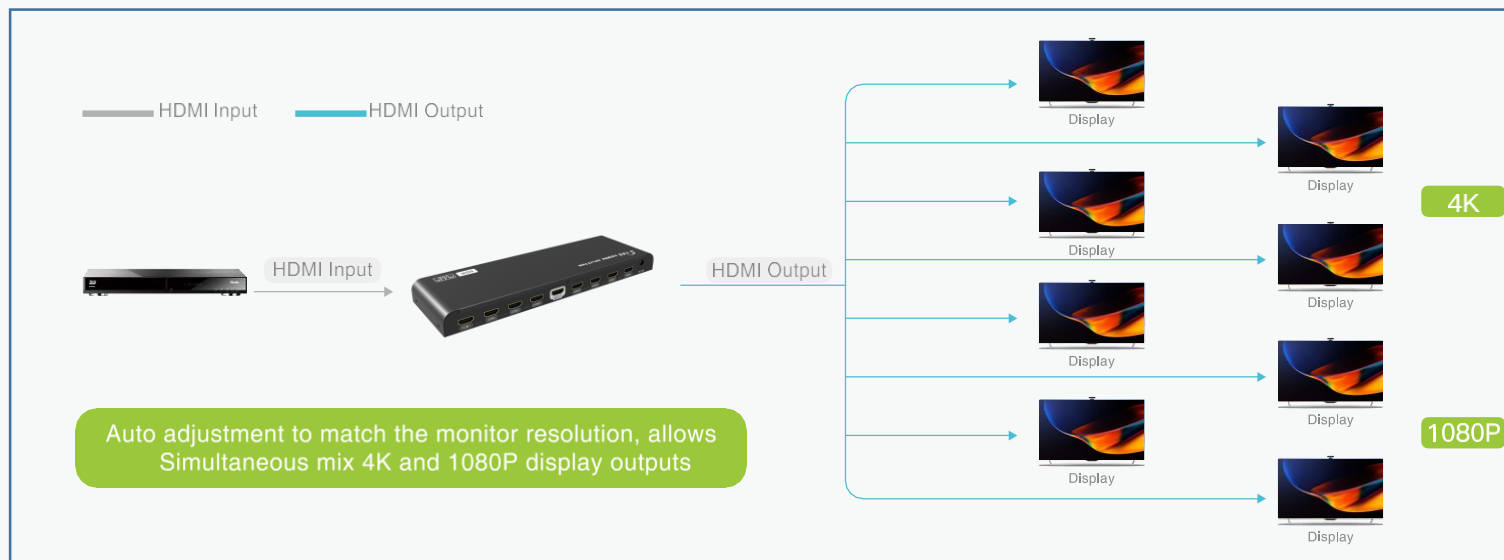 HDMI Input
HDMI Output
Display
Display
4K
Display
Display
HDMI Input
HDMI Output
Display
Display
1080P
Auto adjustment to match the monitor resolution, allows
Simultaneous mix 4K and 1080P display outputs
Display
Display